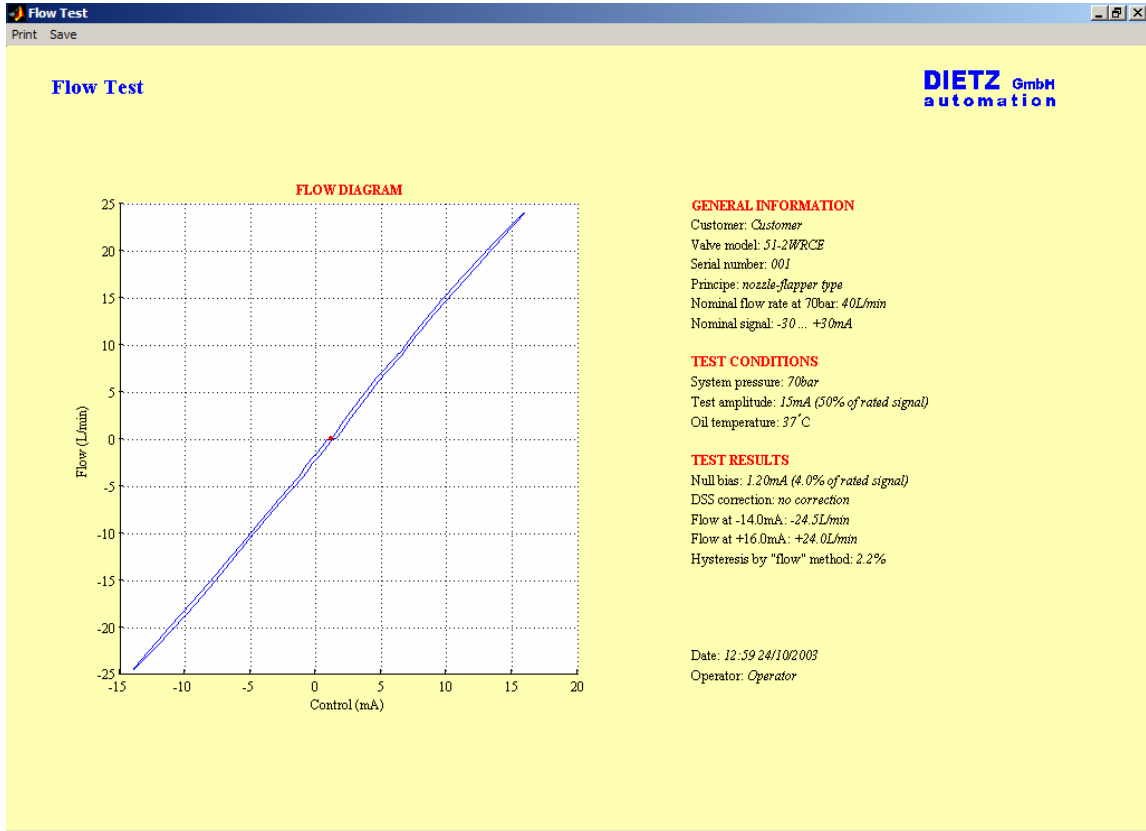 Flow Test
Print Save
Flow Test
DIETZ GmbH
automation
FLOW DIAGRAM
25
20
15
10
5
0
-5
-10
-15
-20
-25
Flow (L/min)
-15 -10 -5 0 5 10 15 20
Control (mA)
GENERAL INFORMATION
Customer: Customer
Valve model: 51-2WRCE
Serial number: 001
Principe: nozzle-flapper type
Nominal flow rate at 70bar: 40L/min
Nominal signal: -30 ... +30mA
TEST CONDITIONS
System pressure: 70bar
Test amplitude: 15mA (50% of rated signal)
Oil temperature: 37°C
TEST RESULTS
Null bias: 1.20mA (4.0% of rated signal)
DSS correction: no correction
Flow at -14.0mA: -24.5L/min
Flow at +16.0mA: +24.0L/min
Hysteresis by "flow" method: 2.2%
Date: 12:59 24/10/2003
Operator: Operator